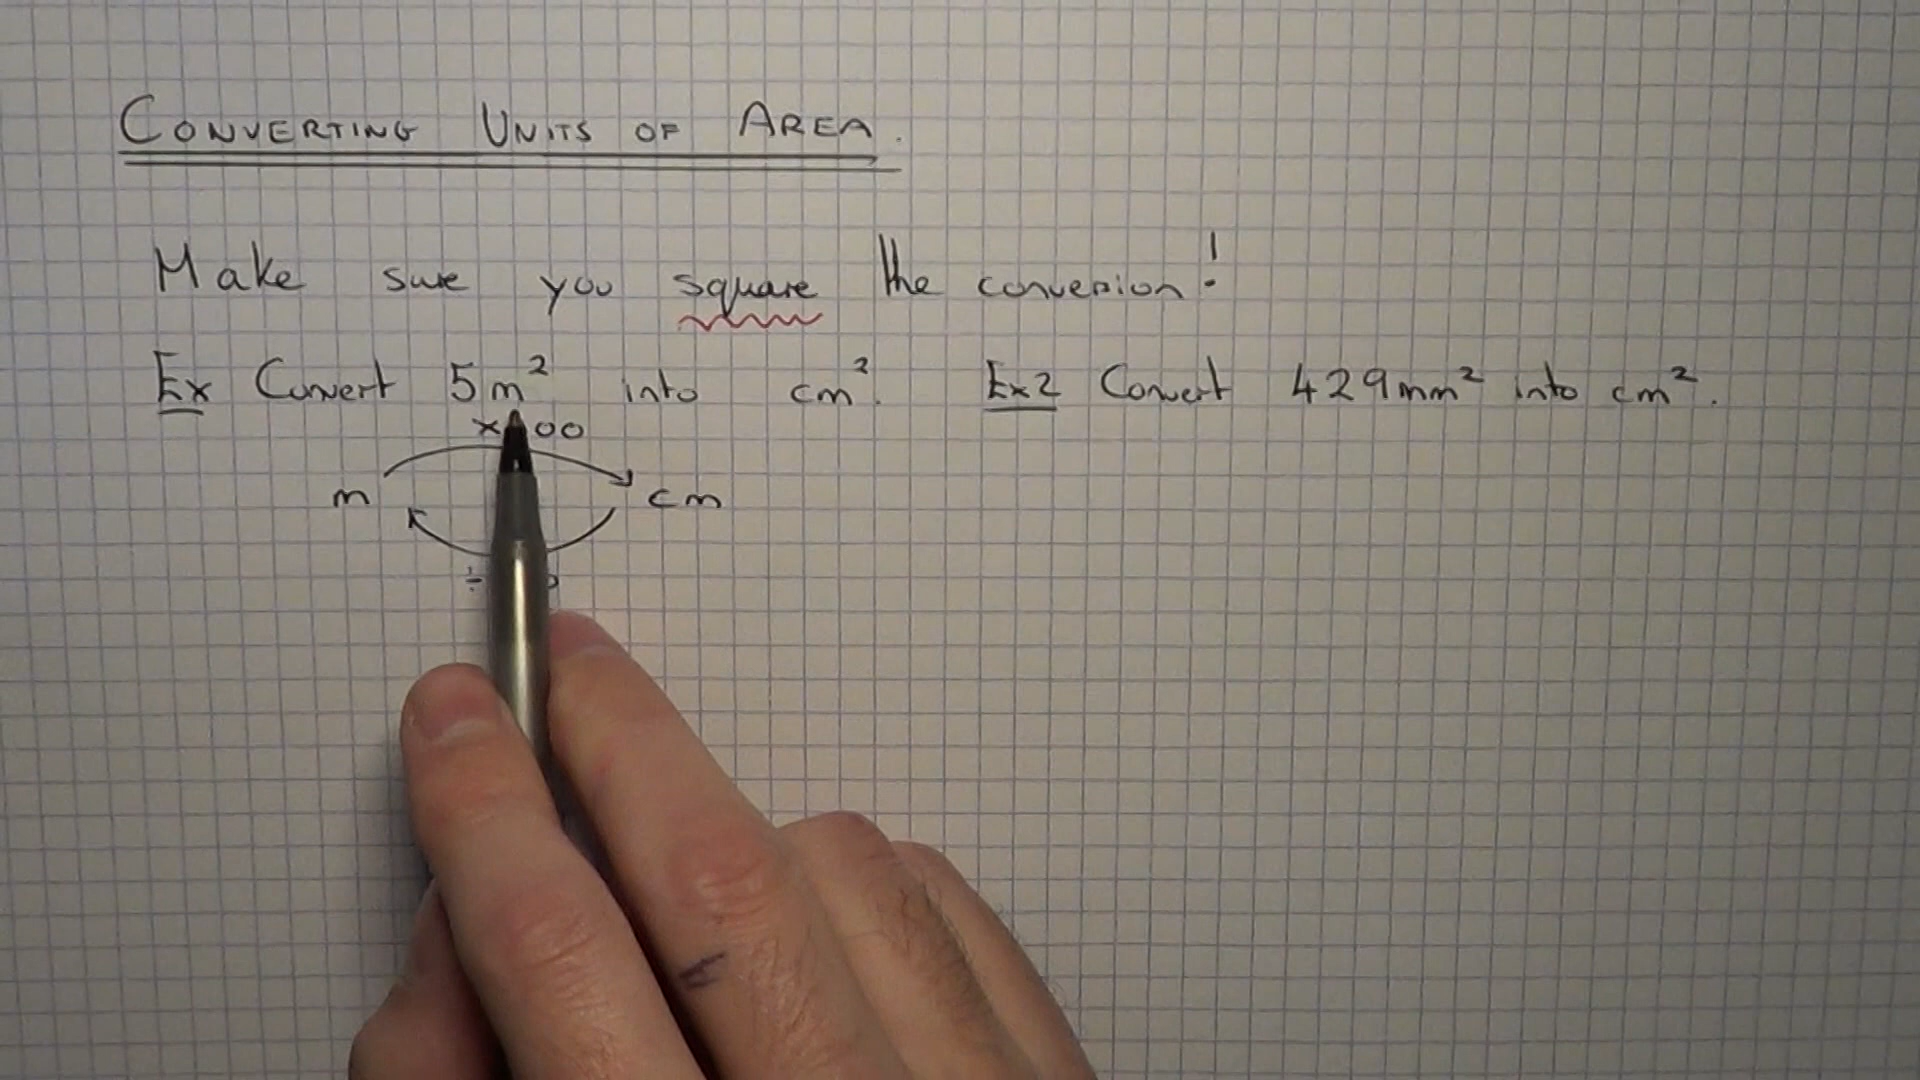 CONVERTING UNITS OF AREA.
Make sure you square the conversion!
Ex Convert 5m² into cm².
×100
m cm
÷
Ex2 Convert 429mm² into cm².